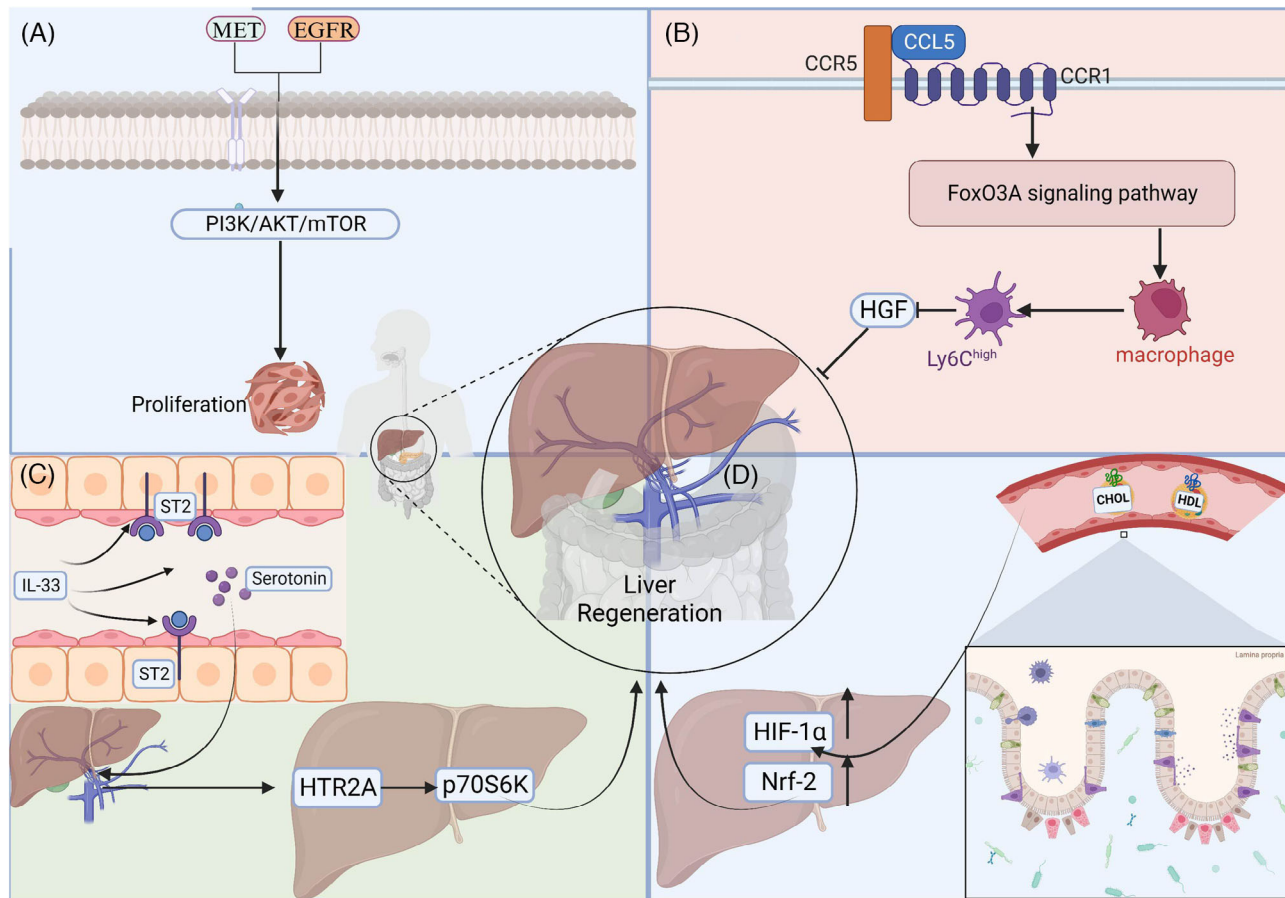 (A)
MET
EGFR
PI3K/AKT/mTOR
Proliferation
(B)
CCR5
CCL5
CCR1
FoxO3A signaling pathway
HGF
Ly6Chigh
macrophage
(C)
ST2
IL-33
Serotonin
ST2
HTR2A
p70S6K
(D)
Liver
Regeneration
CHOL
HDL
HIF-1α
Nrf-2
Lamina propria